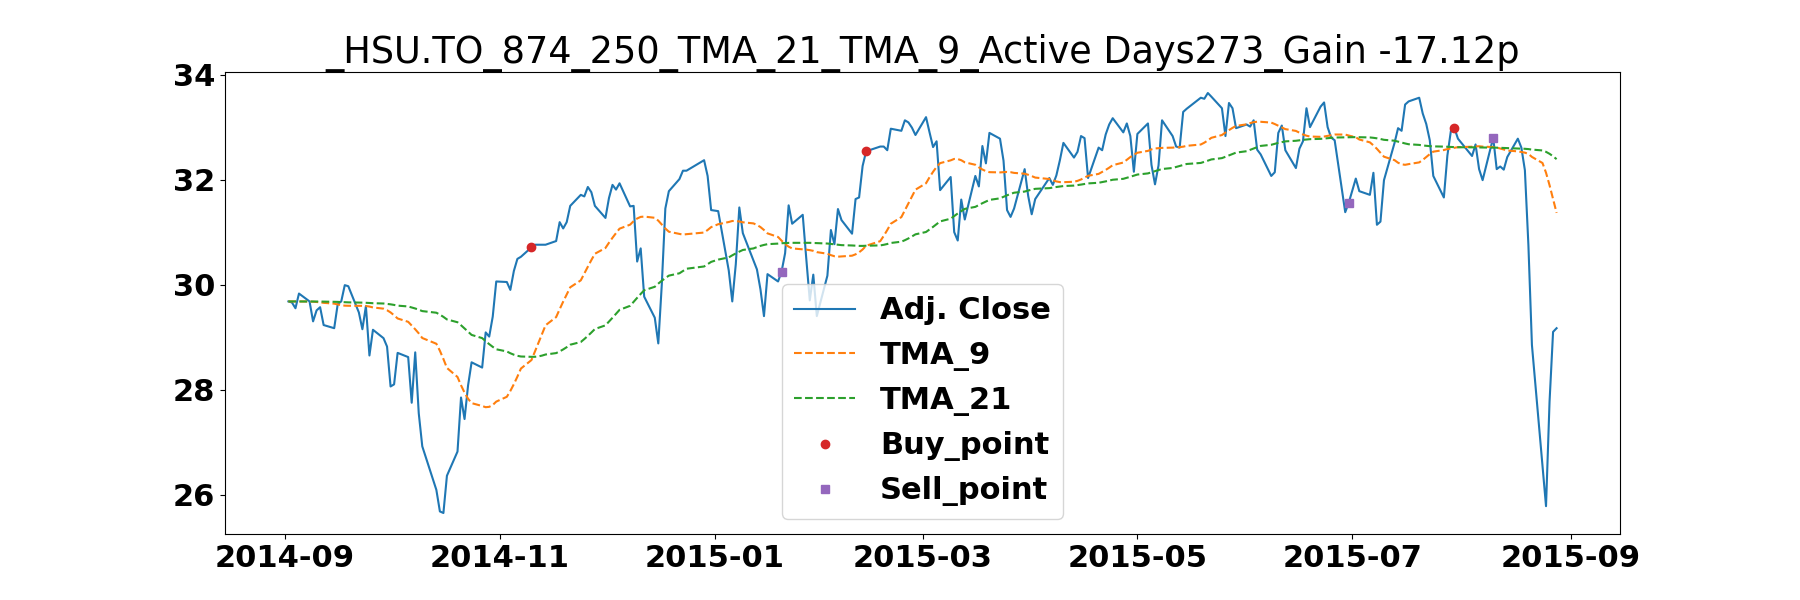 _HSU.TO_874_250_TMA_21_TMA_9_Active Days273_Gain -17.12p
34
32
30
28
26
Adj. Close
TMA_9
TMA_21
Buy_point
Sell_point
2014-09 2014-11 2015-01 2015-03 2015-05 2015-07 2015-09